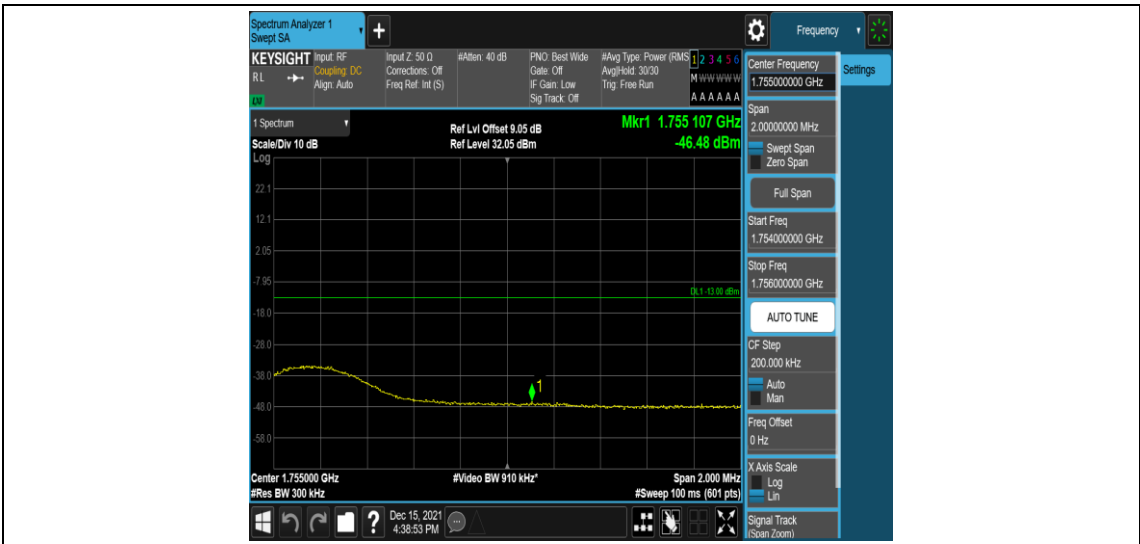 Spectrum Analyzer 1
Swept SA
+
Frequency
KEYSIGHT
RL
LXI
Input: RF
Coupling: DC
Align: Auto
Input Z: 50 Ω
Corrections: Off
Freq Ref: Int (S)
#Atten: 40 dB
PNO: Best Wide
Gate: Off
IF Gain: Low
Sig Track: Off
#Avg Type: Power (RMS
Avg|Hold: 30/30
Trig: Free Run
1 2 3 4 5 6
M W W W W W
A A A A A A
1 Spectrum
Scale/Div 10 dB
Log
Ref Lvl Offset 9.05 dB
Ref Level 32.05 dBm
Mkr1 1.755 107 GHz
-46.48 dBm
22.1
12.1
2.05
-7.95
DL1 -13.00 dBm
-18.0
-28.0
-38.0
1
-48.0
-58.0
Center 1.755000 GHz
#Video BW 910 kHz*
Span 2.000 MHz
#Res BW 300 kHz
#Sweep 100 ms (601 pts)
?
Dec 15, 2021
4:38:53 PM
Center Frequency
1.755000000 GHz
Settings
Span
2.00000000 MHz
Swept Span
Zero Span
Full Span
Start Freq
1.754000000 GHz
Stop Freq
1.756000000 GHz
AUTO TUNE
CF Step
200.000 kHz
Auto
Man
Freq Offset
0 Hz
X Axis Scale
Log
Lin
Signal Track
(Span Zoom)